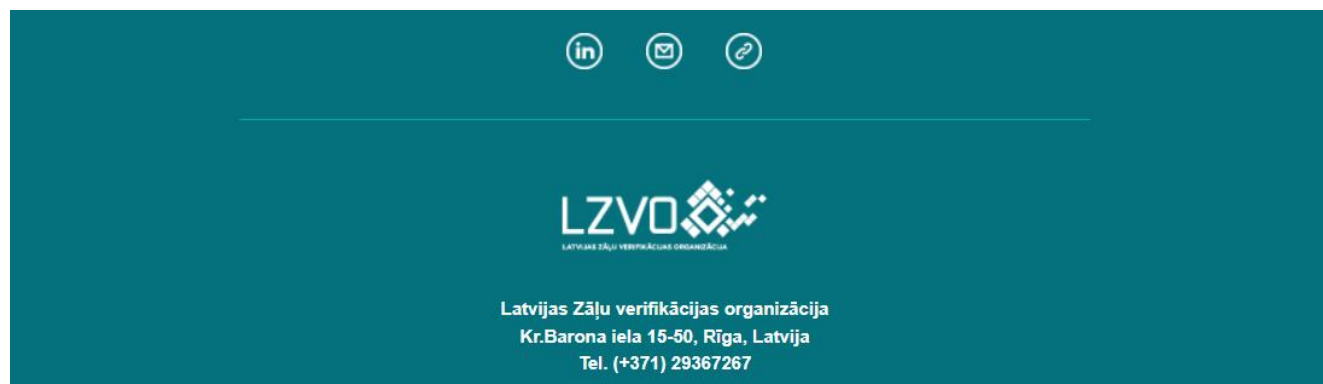 in
LZVO
LATVIJAS ZĀĻU VERIFIKĀCIJAS ORGANIZĀCIJA
Latvijas Zāļu verifikācijas organizācija
Kr.Barona iela 15-50, Rīga, Latvija
Tel. (+371) 29367267